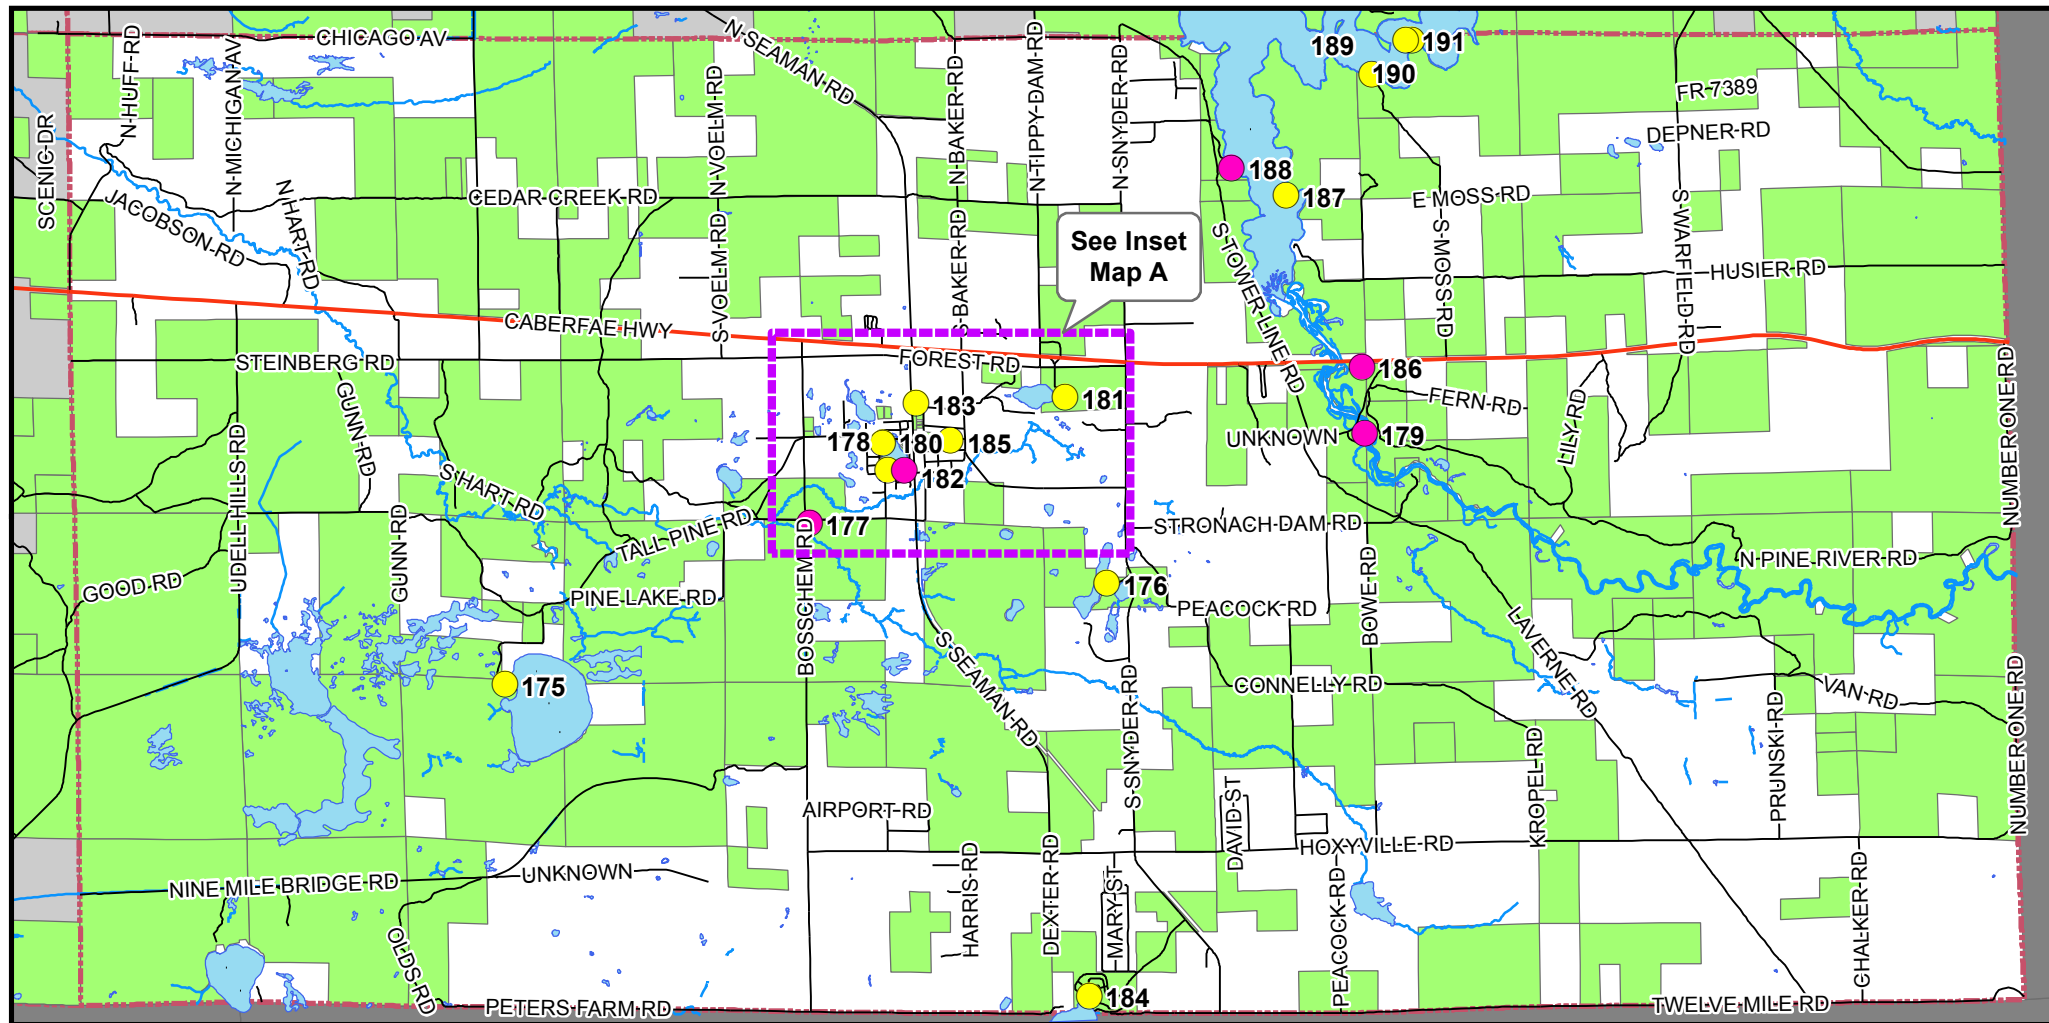 CHICAGO AV
N HUFF RD
N MICHIGAN AV
N SEAMAN RD
N VOELM RD
N BAKER RD
N TIPPY DAM RD
N SNYDER RD
189
191
190
FR 7389
DEPNER RD
SCENIC DR
JACOBSON RD
N HART RD
CEDAR CREEK RD
188
187
E MOSS RD
S VOELM RD
S BAKER RD
See Inset
Map A
S TOWER LINE RD
S MOSS RD
S WARFIELD RD
HUSIER RD
CABERFAE HWY
STEINBERG RD
FOREST RD
186
NUMBER ONE RD
GUNN RD
183
181
FERN RD
LILY RD
178
180
185
UNKNOWN
179
UDELL HILLS RD
S HART RD
182
TALL PINE RD
177
STRONACH DAM RD
N PINE RIVER RD
GOOD RD
GUNN RD
PINE LAKE RD
BOSSCHEM RD
176
PEACOCK RD
BOWE RD
LAVERNE RD
175
S SEAMAN RD
S SNYDER RD
CONNELLY RD
VAN RD
NUMBER ONE RD
KROPEL RD
PRUNSKI RD
AIRPORT RD
DAVID ST
HOXYVILLE RD
NINE MILE BRIDGE RD
UNKNOWN
HARRIS RD
DEXTER RD
MARY ST
PEACOCK RD
CHALKER RD
OLDS RD
PETERS FARM RD
184
TWELVE MILE RD